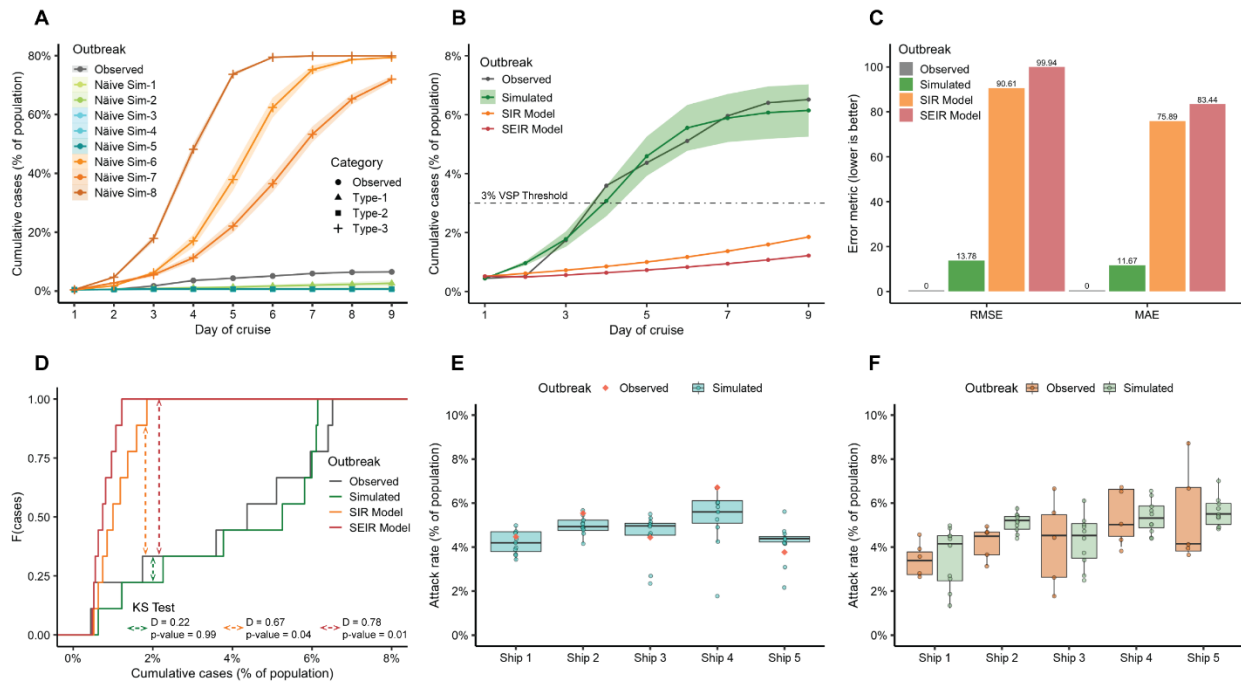 A
Outbreak
Observed
Näive Sim-1
Näive Sim-2
Näive Sim-3
Näive Sim-4
Näive Sim-5
Näive Sim-6
Näive Sim-7
Näive Sim-8
Category
Observed
Type-1
Type-2
Type-3
Cumulative cases (% of population)
80%
60%
40%
20%
0%
1 2 3 4 5 6 7 8 9
Day of cruise
B
Outbreak
Observed
Simulated
SIR Model
SEIR Model
3% VSP Threshold
Cumulative cases (% of population)
8%
6%
4%
2%
0%
1 3 5 7 9
Day of cruise
C
Outbreak
Observed
Simulated
SIR Model
SEIR Model
Error metric (lower is better)
100
80
60
40
20
0
0 13.78 90.61 99.94
0 11.67 75.89 83.44
RMSE MAE
D
F(cases)
1.00
0.75
0.50
0.25
0.00
Outbreak
Observed
Simulated
SIR Model
SEIR Model
KS Test
D = 0.22
p-value = 0.99
D = 0.67
p-value = 0.04
D = 0.78
p-value = 0.01
0% 2% 4% 6% 8%
Cumulative cases (% of population)
E
Outbreak Observed Simulated
Attack rate (% of population)
10%
8%
6%
4%
2%
0%
Ship 1 Ship 2 Ship 3 Ship 4 Ship 5
F
Outbreak Observed Simulated
Attack rate (% of population)
10%
8%
6%
4%
2%
0%
Ship 1 Ship 2 Ship 3 Ship 4 Ship 5